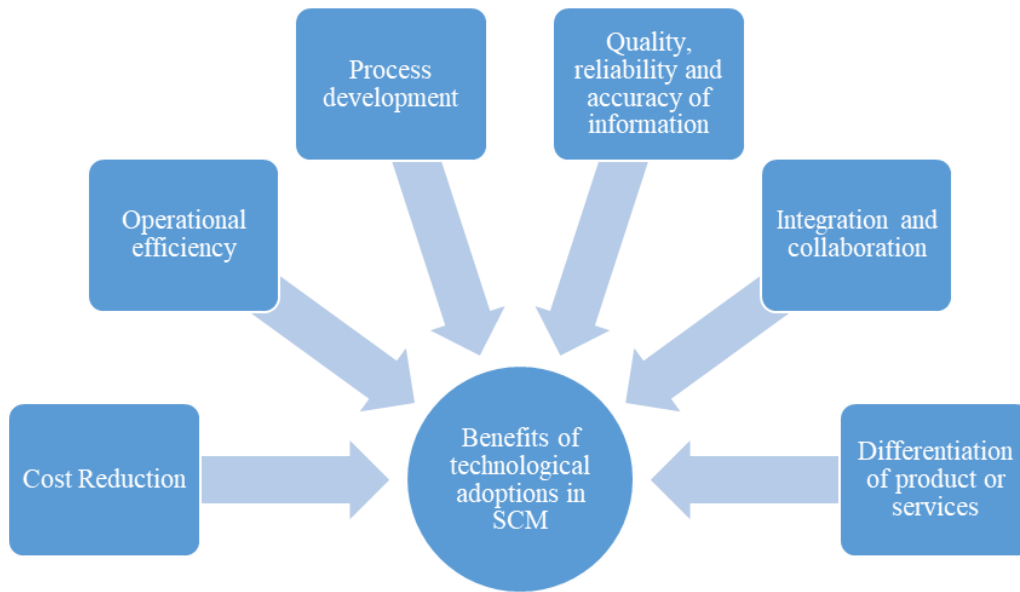 Process
development
Quality,
reliability and
accuracy of
information
Operational
efficiency
Integration and
collaboration
Cost Reduction
Benefits of
technological
adoptions in
SCM
Differentiation
of product or
services